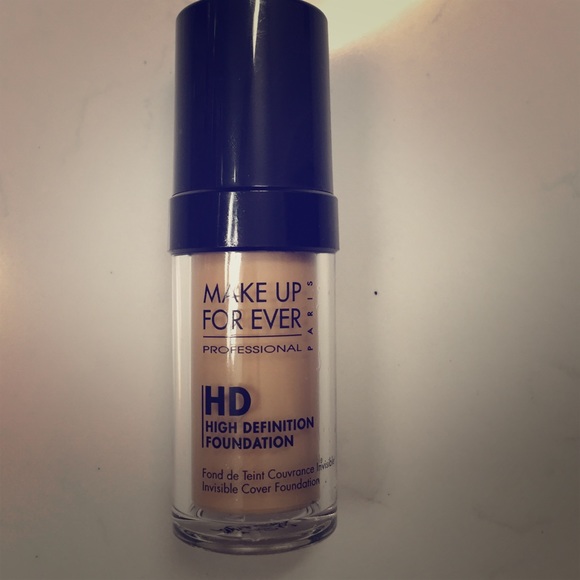 MAKE UP
FOR EVER
PARIS
PROFESSIONAL
HD
HIGH DEFINITION
FOUNDATION
Fond de Teint Couvrance Invisible
Invisible Cover Foundation